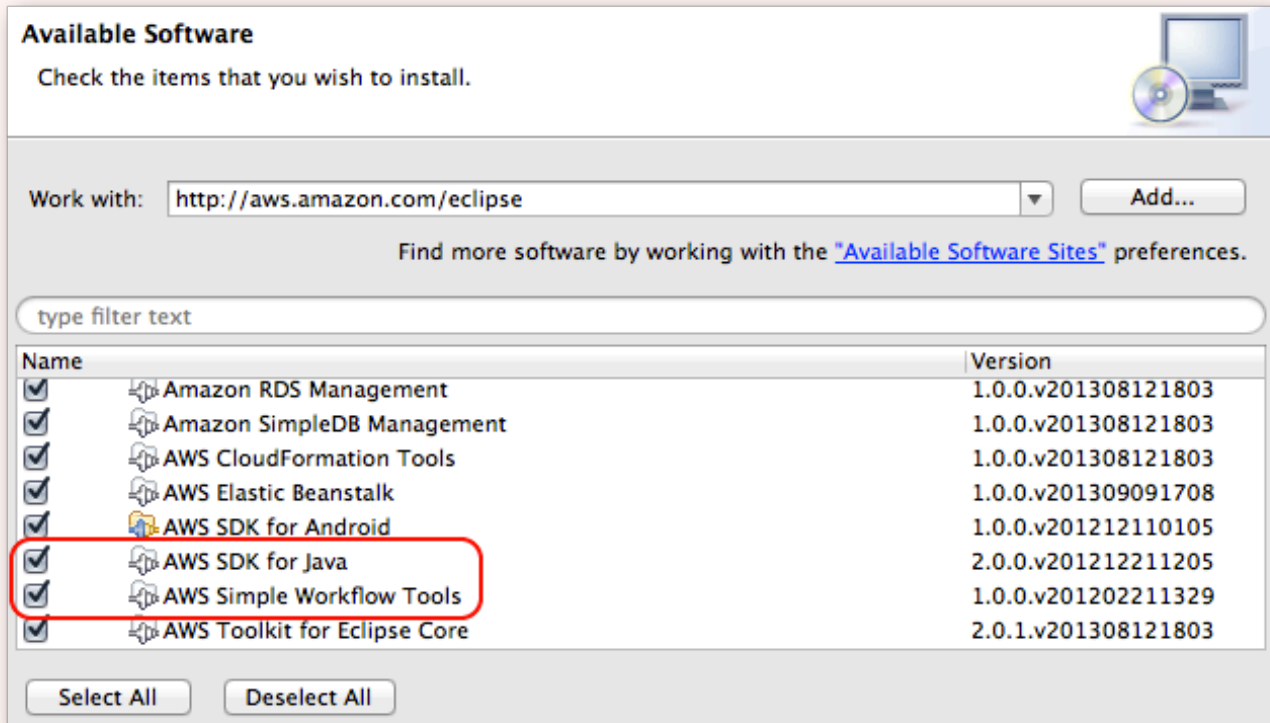 Available Software
Check the items that you wish to install.
Work with: http://aws.amazon.com/eclipse Add...
Find more software by working with the "Available Software Sites" preferences.
type filter text
Name Version
Amazon RDS Management 1.0.0.v201308121803
Amazon SimpleDB Management 1.0.0.v201308121803
AWS CloudFormation Tools 1.0.0.v201308121803
AWS Elastic Beanstalk 1.0.0.v201309091708
AWS SDK for Android 1.0.0.v201212110105
AWS SDK for Java 2.0.0.v201212211205
AWS Simple Workflow Tools 1.0.0.v201202211329
AWS Toolkit for Eclipse Core 2.0.1.v201308121803
Select All Deselect All